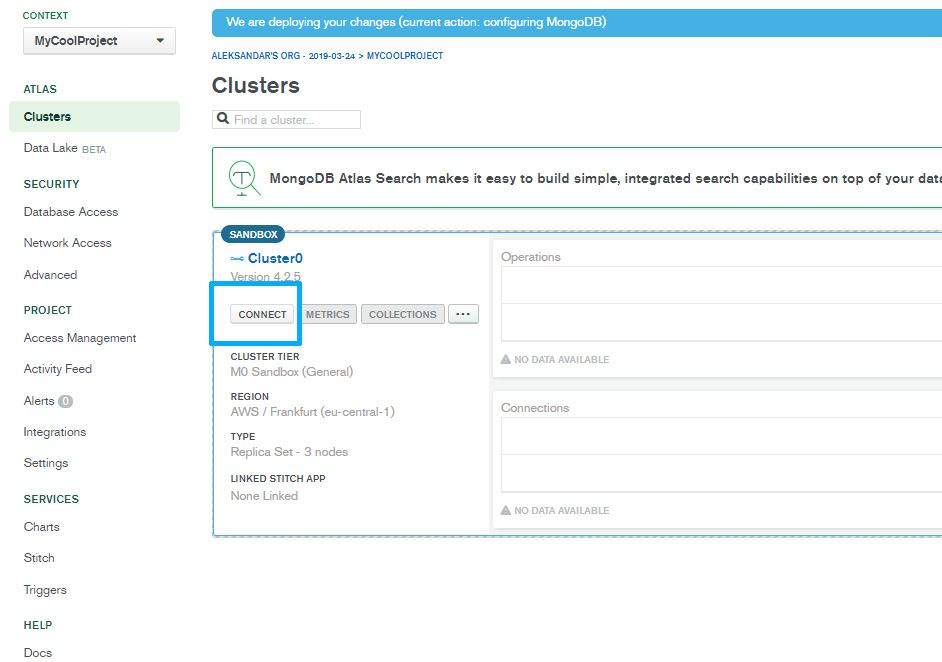 CONTEXT
MyCoolProject
ATLAS
Clusters
Data Lake BETA
SECURITY
Database Access
Network Access
Advanced
PROJECT
Access Management
Activity Feed
Alerts 0
Integrations
Settings
SERVICES
Charts
Stitch
Triggers
HELP
Docs
We are deploying your changes (current action: configuring MongoDB)
ALEKSANDAR'S ORG - 2019-03-24 > MYCOOLPROJECT
Clusters
Find a cluster...
MongoDB Atlas Search makes it easy to build simple, integrated search capabilities on top of your data
SANDBOX
Cluster0
Version 4.2.5
CONNECT METRICS COLLECTIONS ...
CLUSTER TIER
M0 Sandbox (General)
REGION
AWS / Frankfurt (eu-central-1)
TYPE
Replica Set - 3 nodes
LINKED STITCH APP
None Linked
Operations
NO DATA AVAILABLE
Connections
NO DATA AVAILABLE